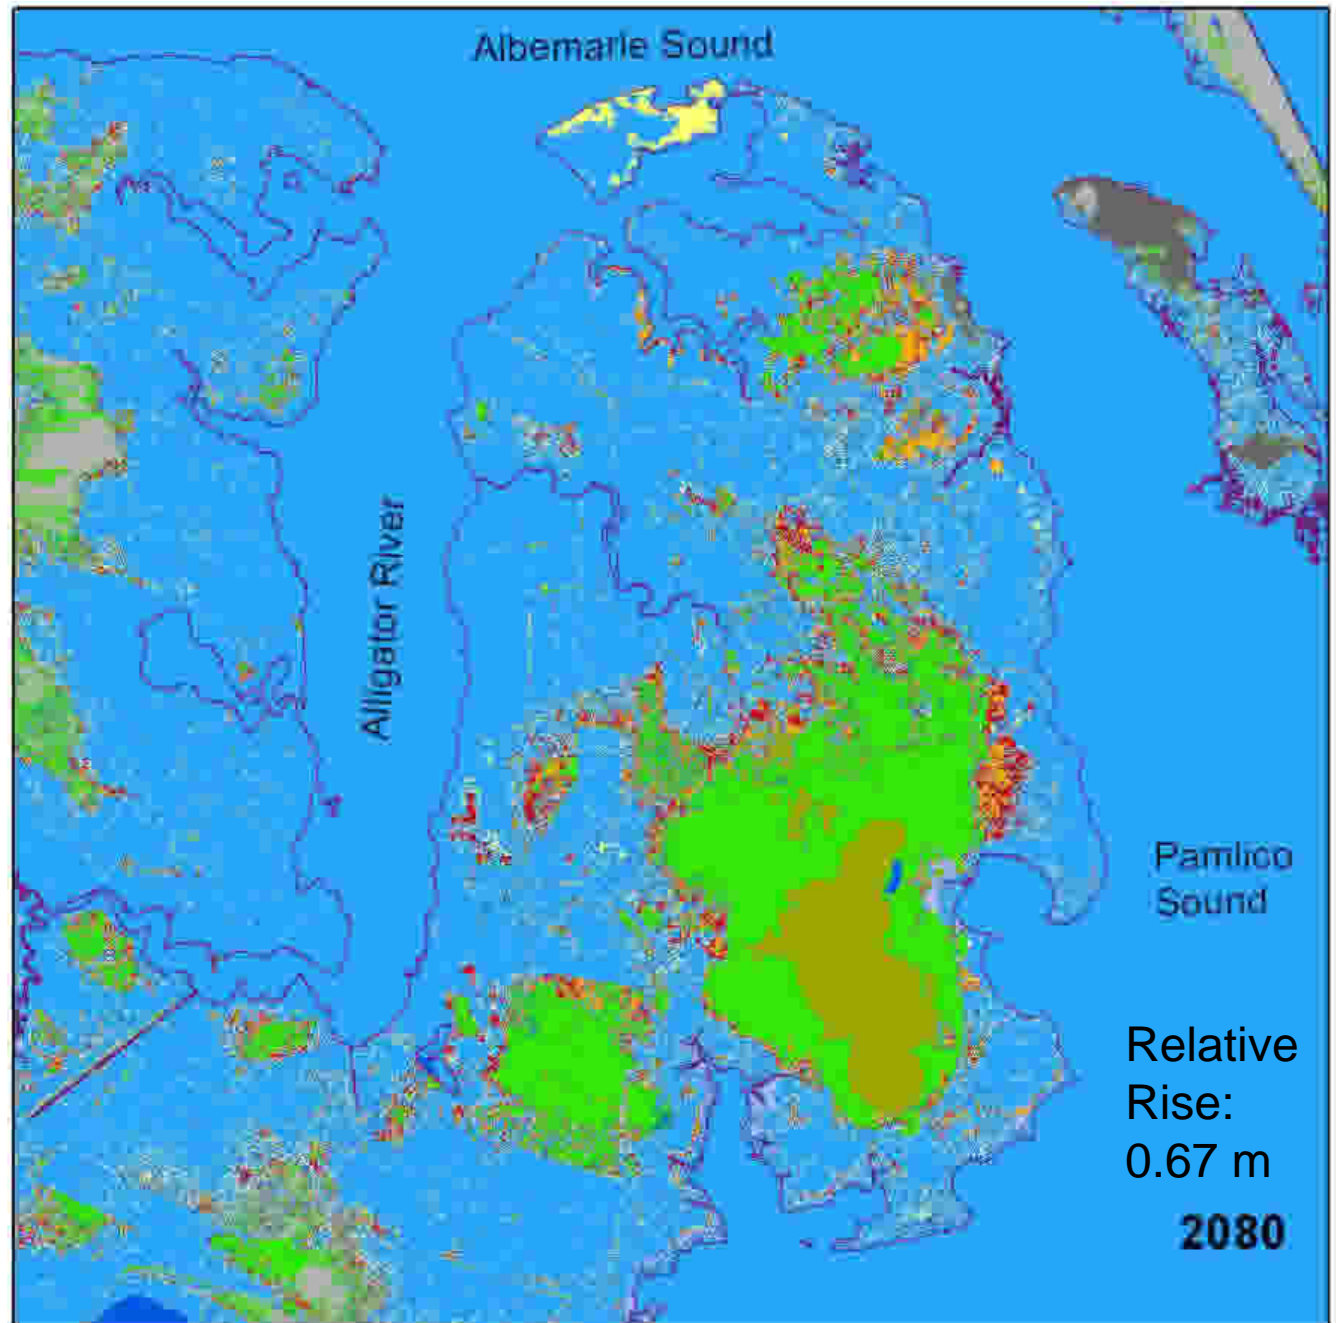 Albemarle Sound
Alligator River
Pamlico
Sound
Relative
Rise:
0.67 m
2080